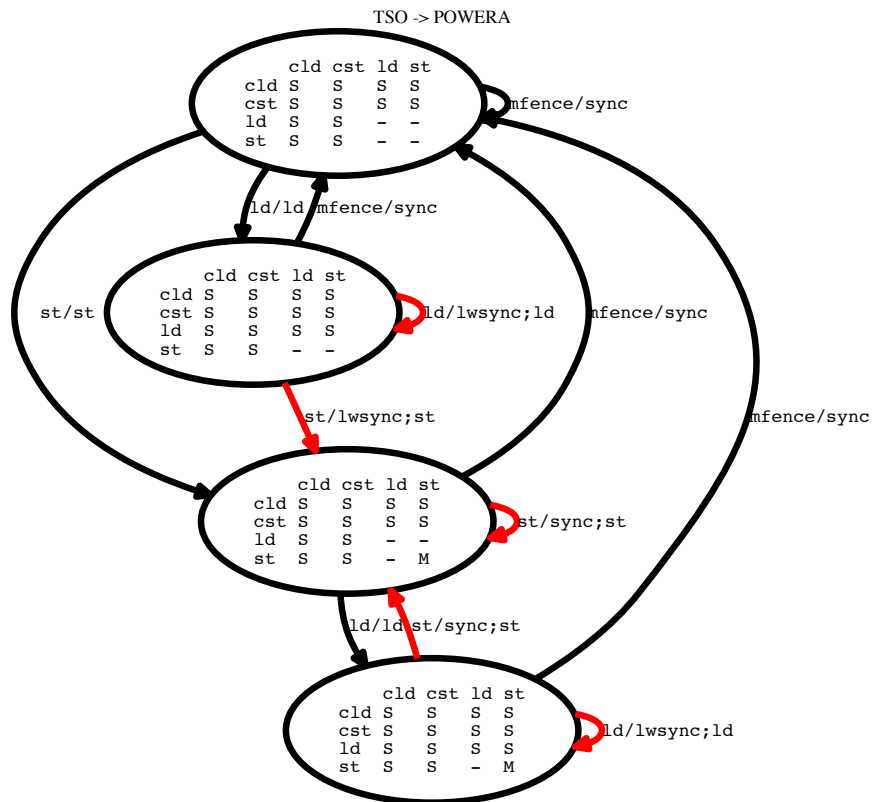 TSO -> POWERA
cld cst ld st
cld S S S S
cst S S S S
ld S S - -
st S S - -
mfence/sync
ld/ld
mfence/sync
cld cst ld st
cld S S S S
cst S S S S
ld S S S S
st S S - -
st/st
ld/lwsync;ld
mfence/sync
st/lwsync;st
mfence/sync
cld cst ld st
cld S S S S
cst S S S S
ld S S - -
st S S - M
st/sync;st
ld/ld
st/sync;st
cld cst ld st
cld S S S S
cst S S S S
ld S S S S
st S S - M
ld/lwsync;ld